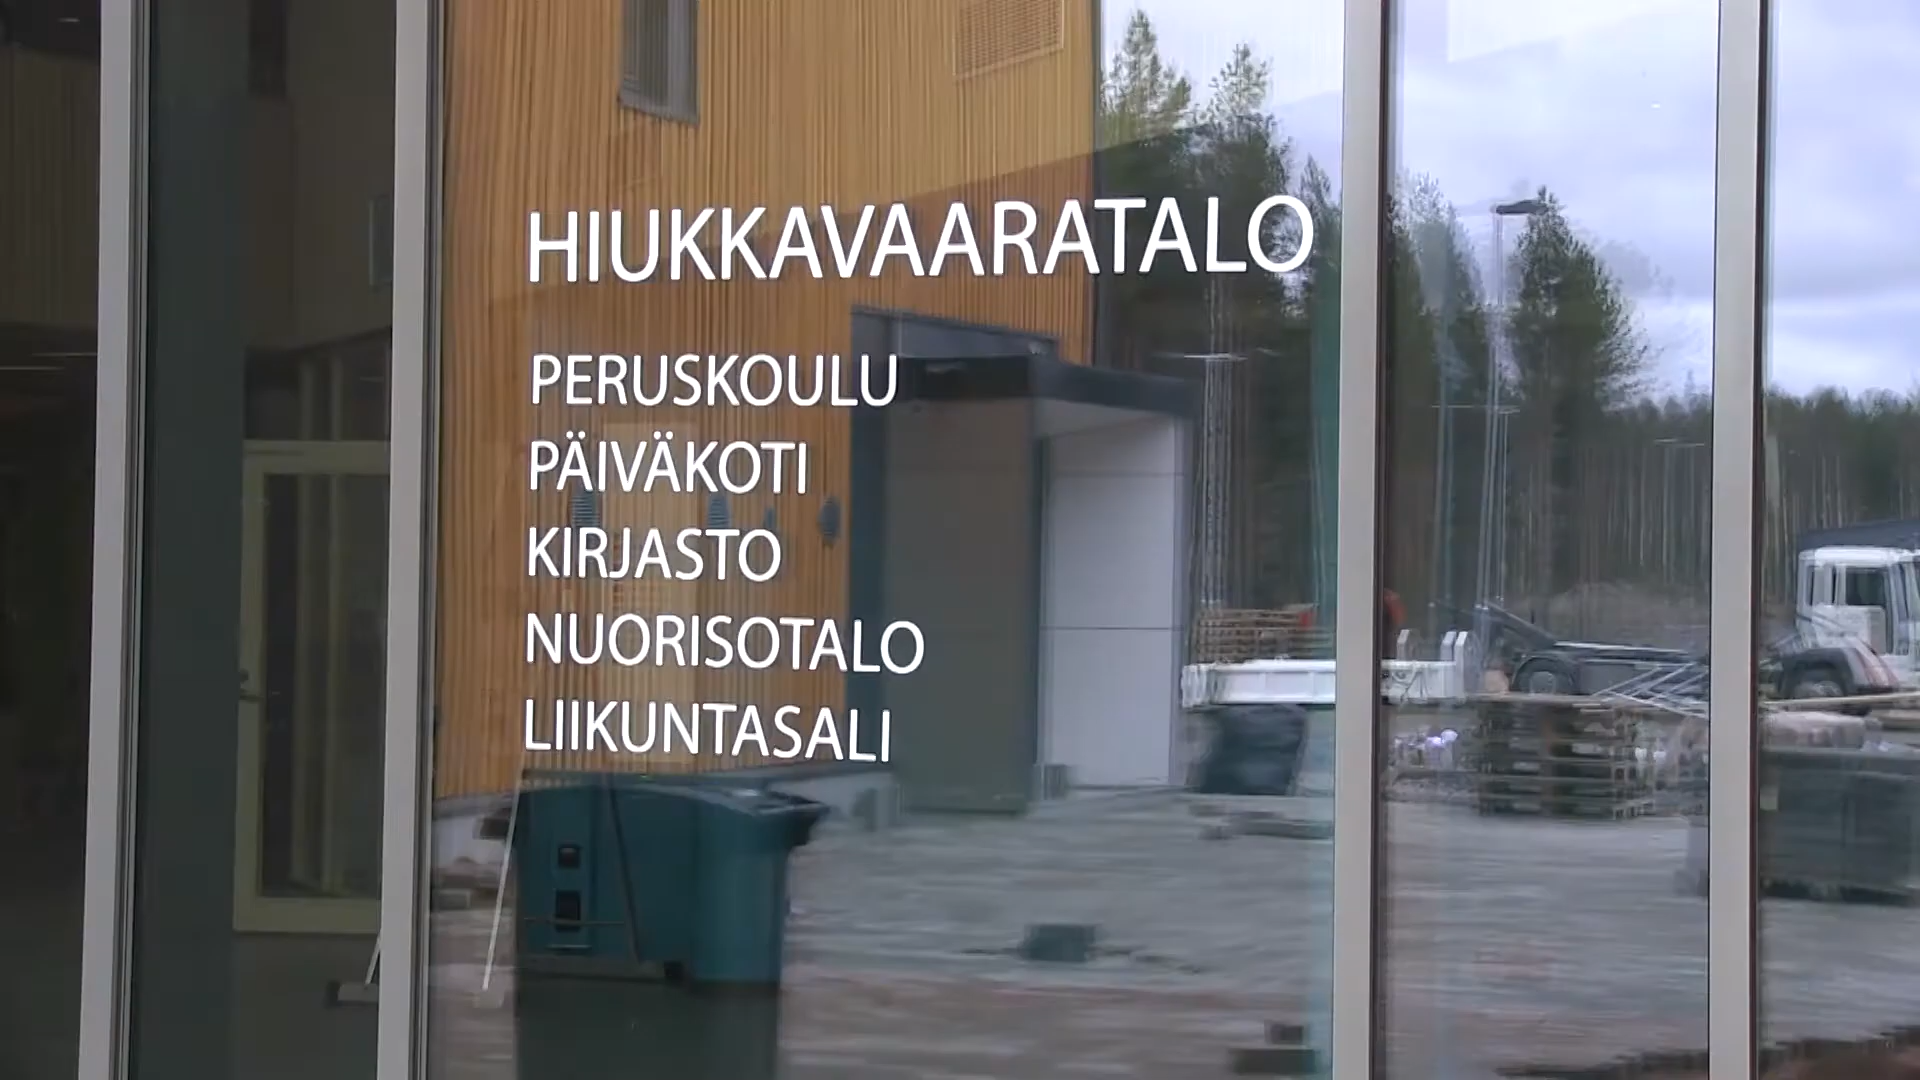 HIUKKAVAARATALO
PERUSKOULU
PÄIVÄKOTI
KIRJASTO
NUORISOTALO
LIIKUNTASALI